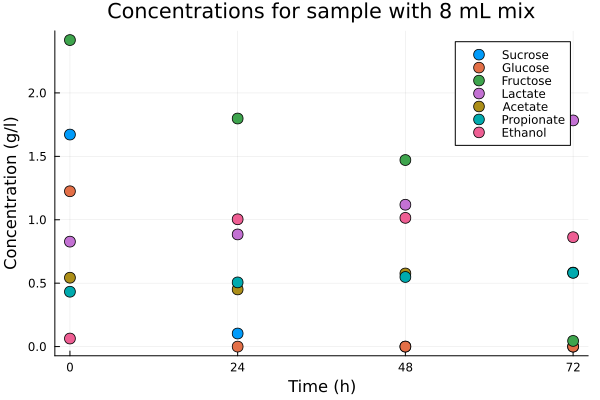 Concentrations for sample with 8 mL mix
Sucrose
Glucose
Fructose
Lactate
Acetate
Propionate
Ethanol
2.0
1.5
1.0
0.5
0.0
Concentration (g/l)
0 24 48 72
Time (h)